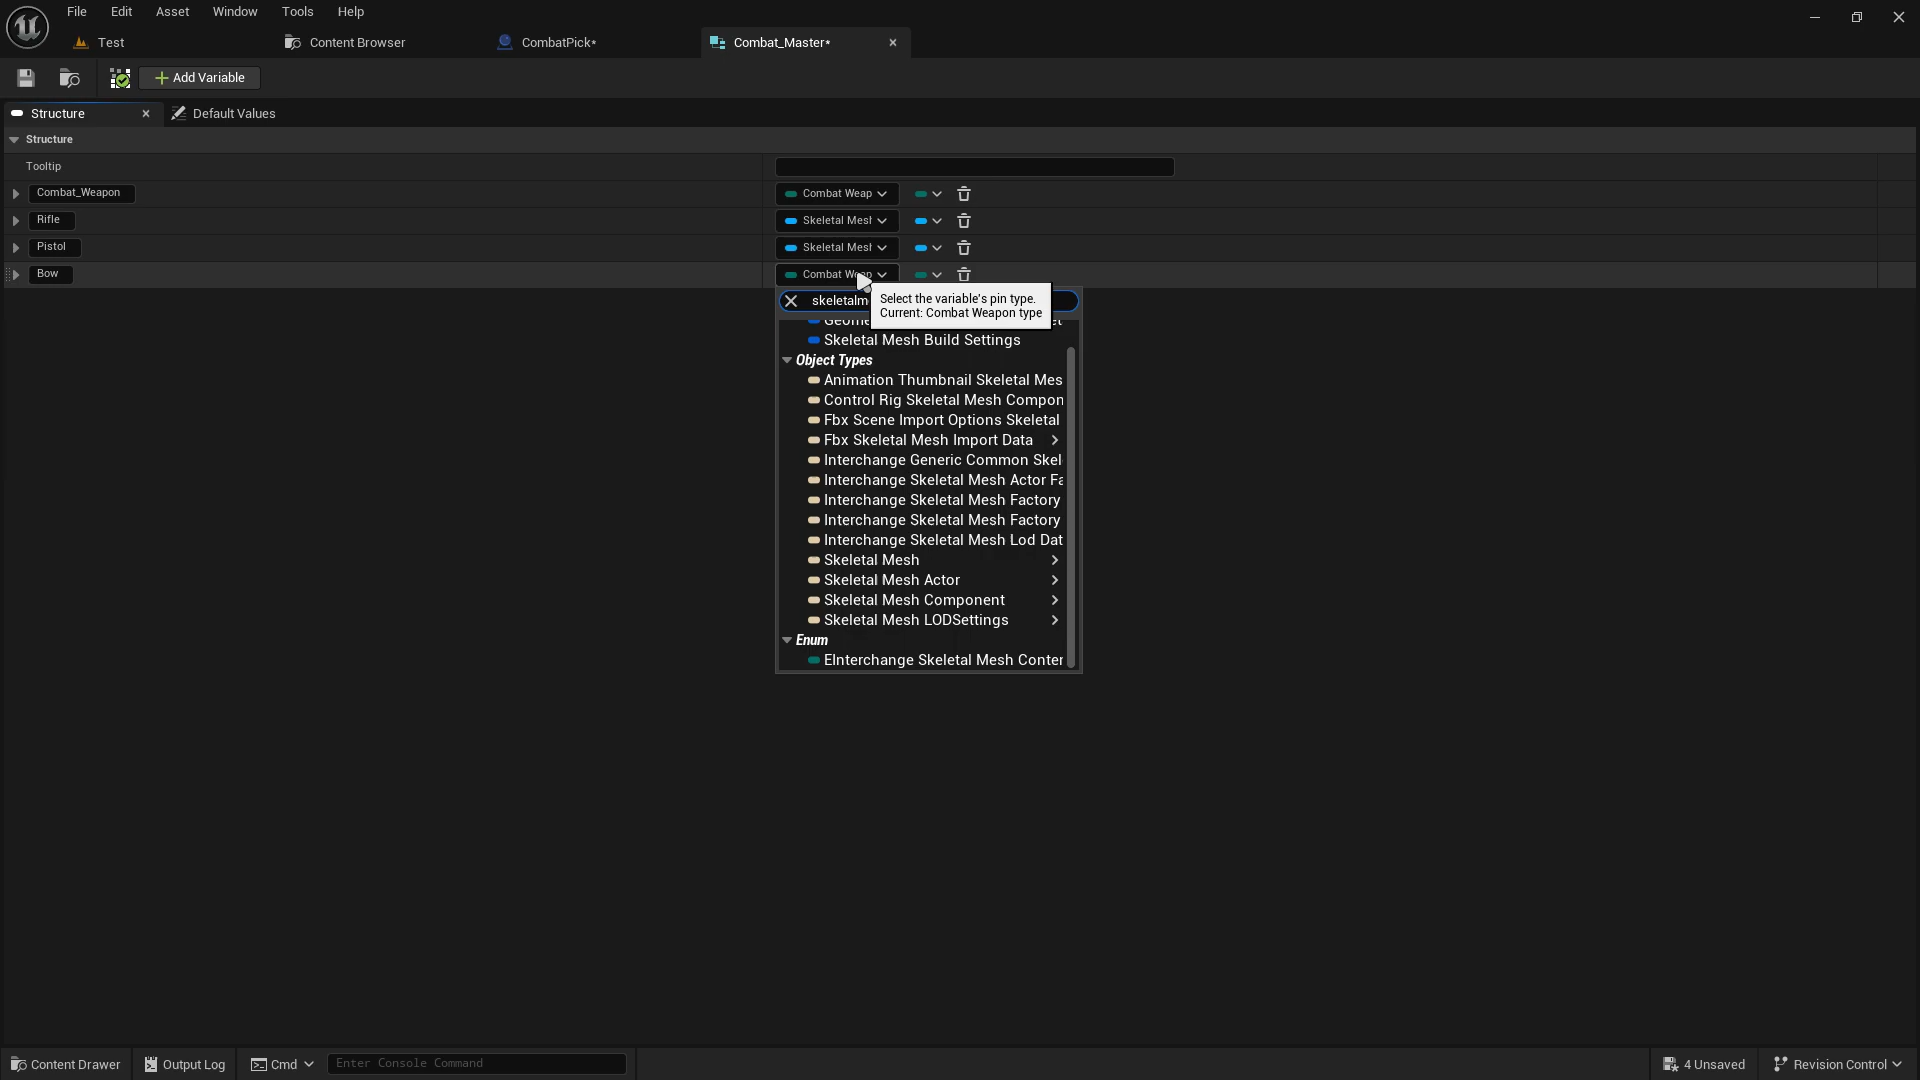 File Edit Asset Window Tools Help
Test Content Browser CombatPick* Combat_Master*
Add Variable
Structure Default Values
Structure
Tooltip
Combat_Weapon Combat Weap
Rifle Skeletal Mesh
Pistol Skeletal Mesh
Bow Combat Weap
skeletalm
Select the variable's pin type.
Current: Combat Weapon type
Skeletal Mesh Build Settings
Object Types
Animation Thumbnail Skeletal Mes
Control Rig Skeletal Mesh Compon
Fbx Scene Import Options Skeletal
Fbx Skeletal Mesh Import Data
Interchange Generic Common Skel
Interchange Skeletal Mesh Actor Fa
Interchange Skeletal Mesh Factory
Interchange Skeletal Mesh Factory
Interchange Skeletal Mesh Lod Dat
Skeletal Mesh
Skeletal Mesh Actor
Skeletal Mesh Component
Skeletal Mesh LODSettings
Enum
EInterchange Skeletal Mesh Conter
Content Drawer Output Log Cmd Enter Console Command 4 Unsaved Revision Control